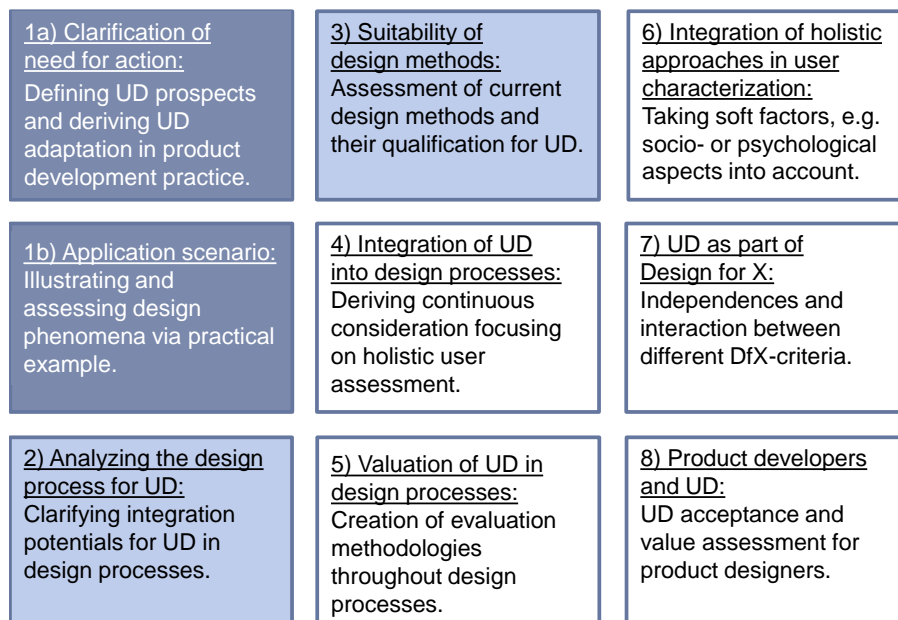 1a) Clarification of
need for action:
Defining UD prospects
and deriving UD
adaptation in product
development practice.
1b) Application scenario:
Illustrating and
assessing design
phenomena via practical
example.
2) Analyzing the design
process for UD:
Clarifying integration
potentials for UD in
design processes.
3) Suitability of
design methods:
Assessment of current
design methods and
their qualification for UD.
4) Integration of UD
into design processes:
Deriving continuous
consideration focusing
on holistic user
assessment.
5) Valuation of UD in
design processes:
Creation of evaluation
methodologies
throughout design
processes.
6) Integration of holistic
approaches in user
characterization:
Taking soft factors, e.g.
socio- or psychological
aspects into account.
7) UD as part of
Design for X:
Independences and
interaction between
different DfX-criteria.
8) Product developers
and UD:
UD acceptance and
value assessment for
product designers.